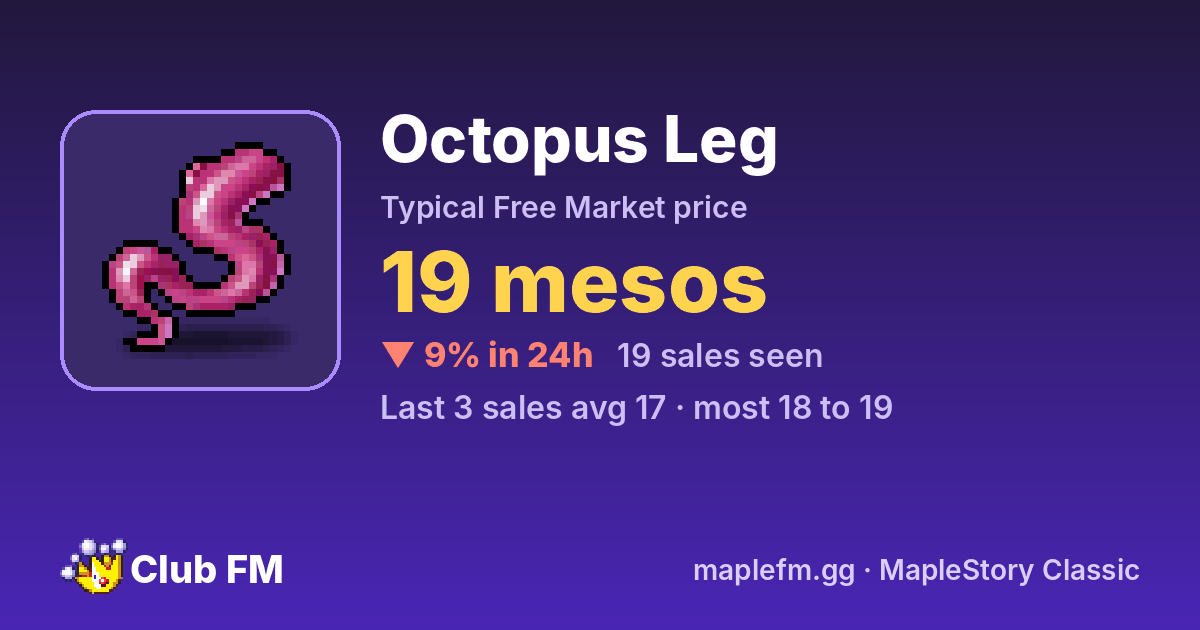 Octopus Leg
Typical Free Market price
19 mesos
▼ 9% in 24h 19 sales seen
Last 3 sales avg 17 · most 18 to 19
Club FM
maplefm.gg · MapleStory Classic